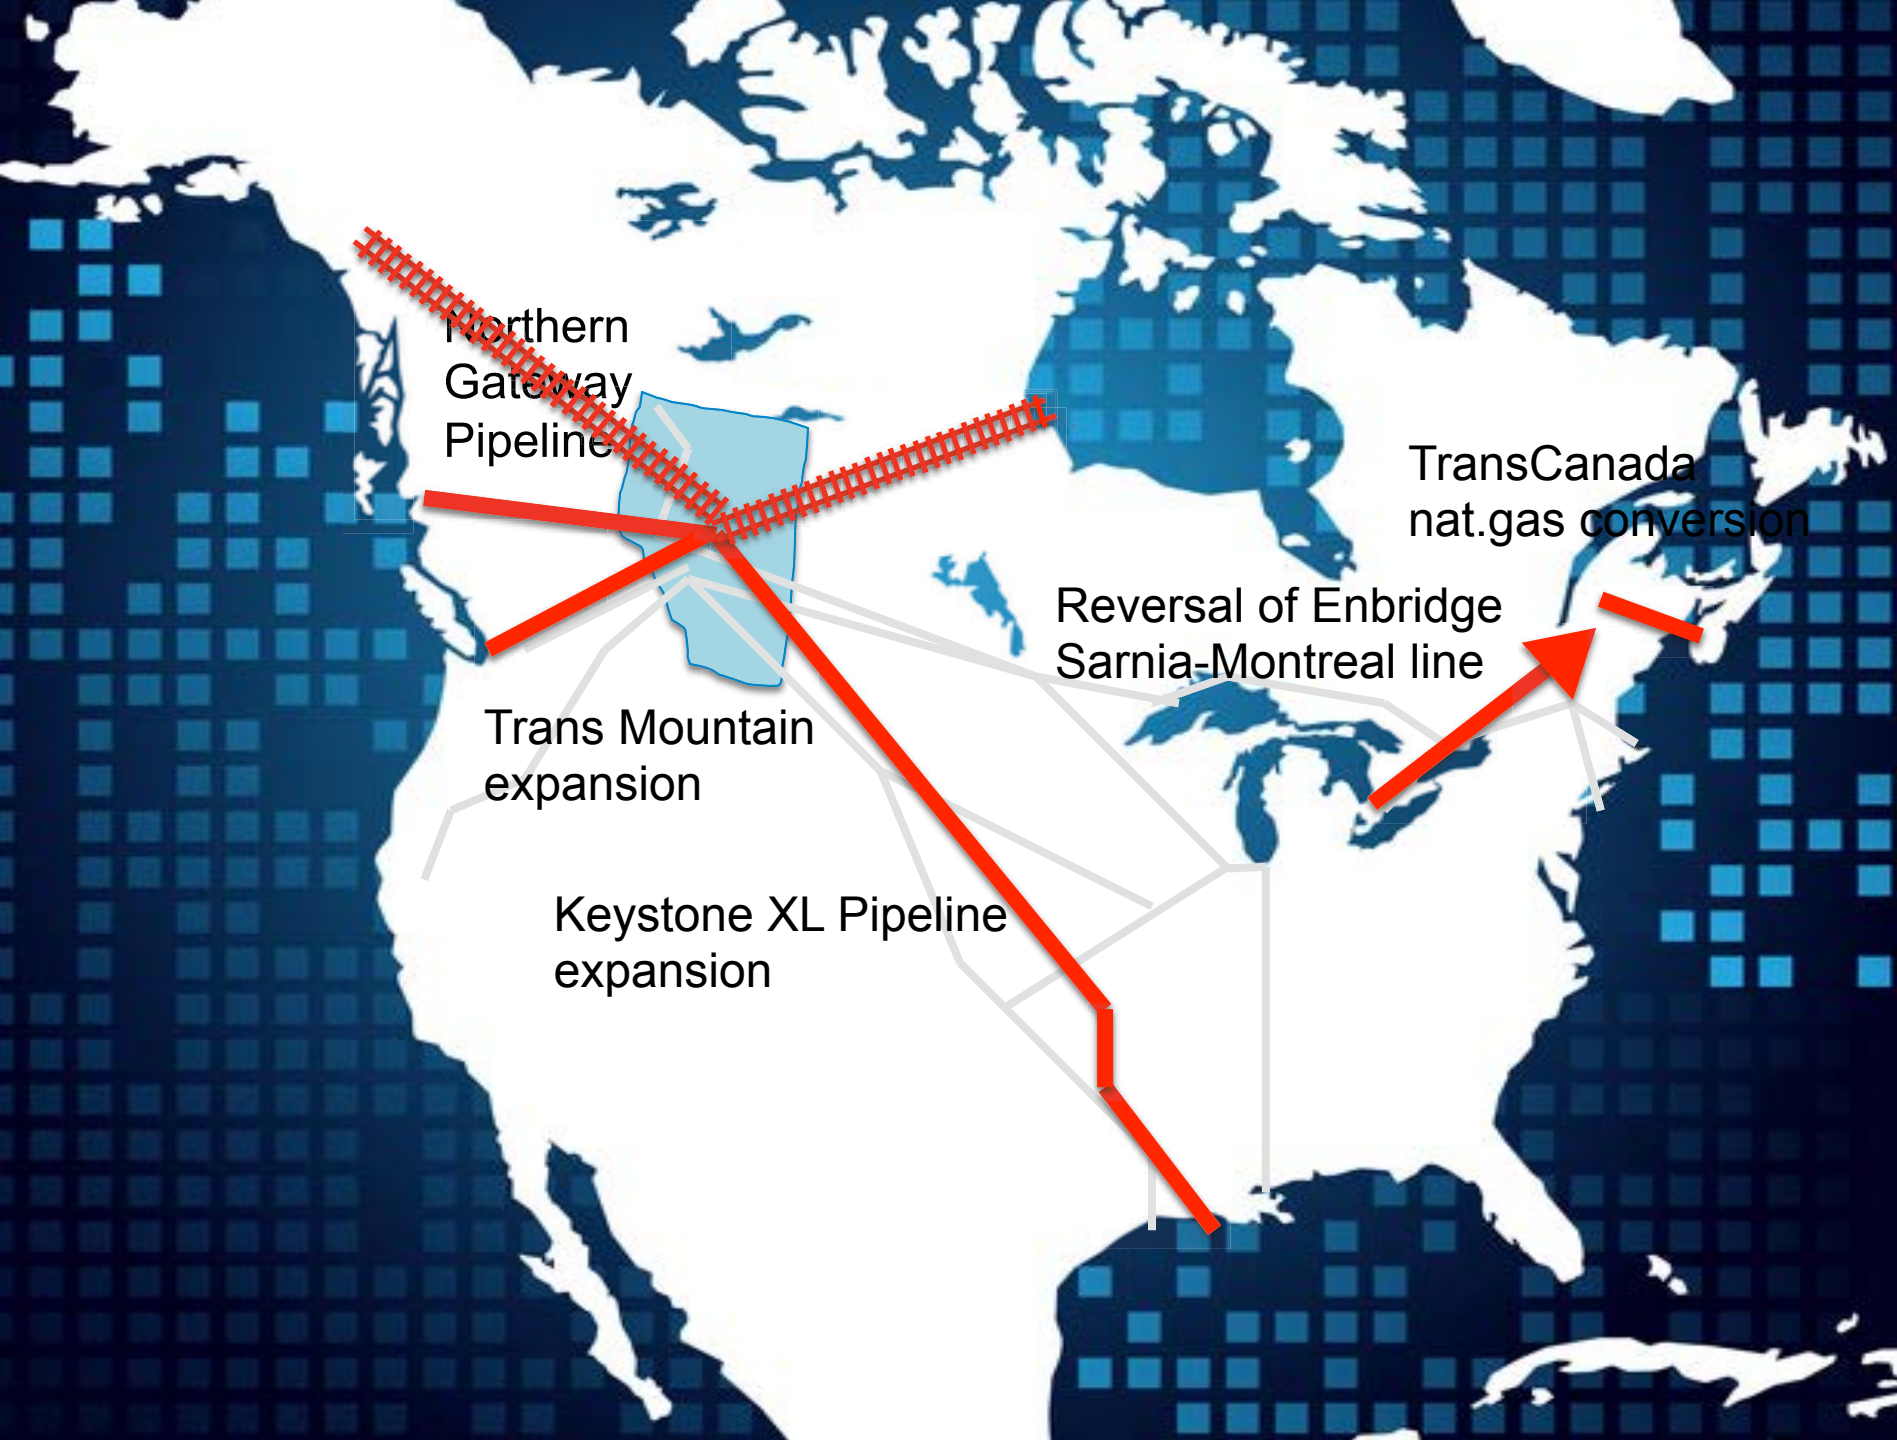 Northern
Gateway
Pipeline
TransCanada
nat.gas conversion
Reversal of Enbridge
Sarnia-Montreal line
Trans Mountain
expansion
Keystone XL Pipeline
expansion